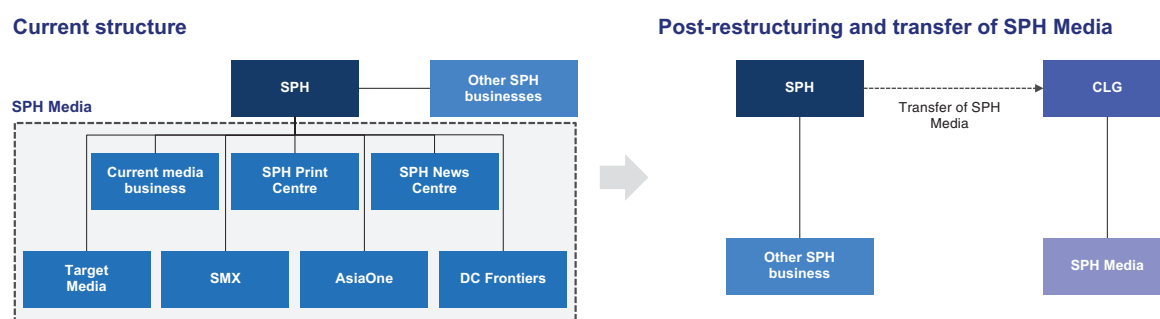 Current structure
SPH
Other SPH
businesses
SPH Media
Current media
business
SPH Print
Centre
SPH News
Centre
Target
Media
SMX
AsiaOne
DC Frontiers
Post-restructuring and transfer of SPH Media
SPH
CLG
Transfer of SPH
Media
Other SPH
business
SPH Media